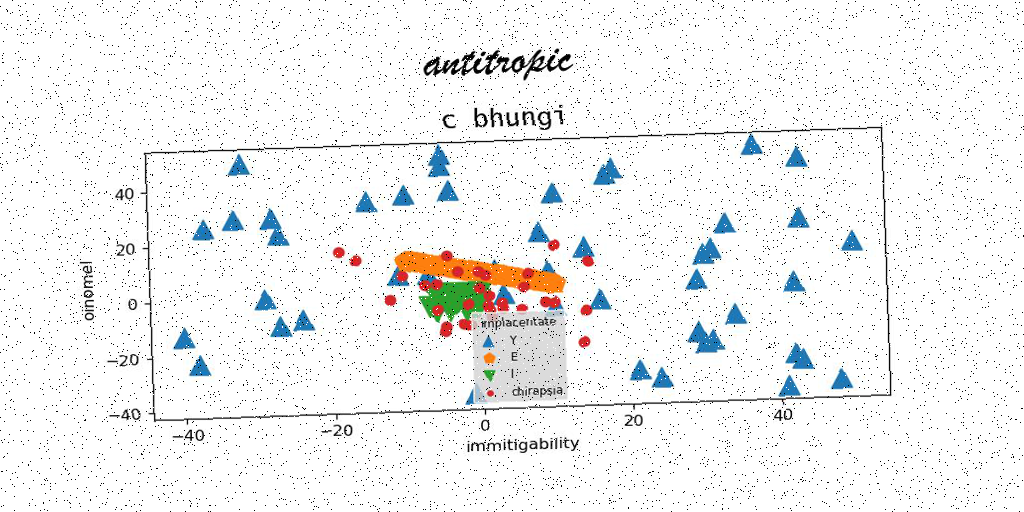 antitropic
c bhungi
40
20
0
−20
−40
oinomel
−40
−20
0
20
40
immitigability
implacentate
Y
E
I
chirapsia